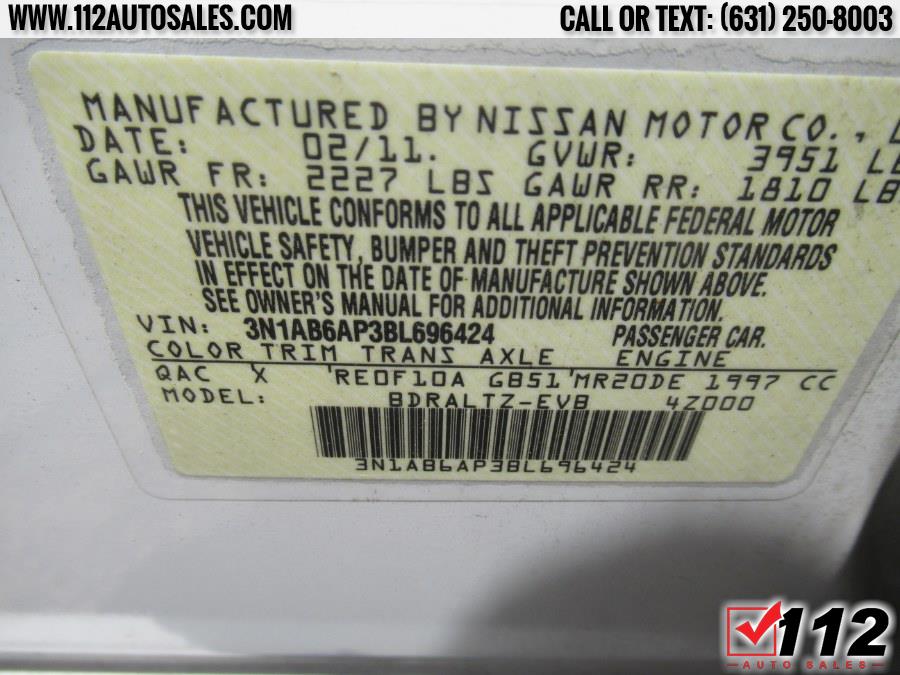 WWW.112AUTOSALES.COM CALL OR TEXT: (631) 250-8003
MANUFACTURED BY NISSAN MOTOR CO.,
DATE: 02/11. GVWR: 3951 LB
GAWR FR: 2227 LBS GAWR RR: 1810 LBS
THIS VEHICLE CONFORMS TO ALL APPLICABLE FEDERAL MOTOR
VEHICLE SAFETY, BUMPER AND THEFT PREVENTION STANDARDS
IN EFFECT ON THE DATE OF MANUFACTURE SHOWN ABOVE.
SEE OWNER'S MANUAL FOR ADDITIONAL INFORMATION.
VIN: 3N1AB6AP3BL696424 PASSENGER CAR.
COLOR TRIM TRANS AXLE ENGINE
QAC X RE0F10A GB51 MR20DE 1997 CC
MODEL: BDRALTZ-EVB 4Z000
3N1AB6AP3BL696424
112
AUTO SALES